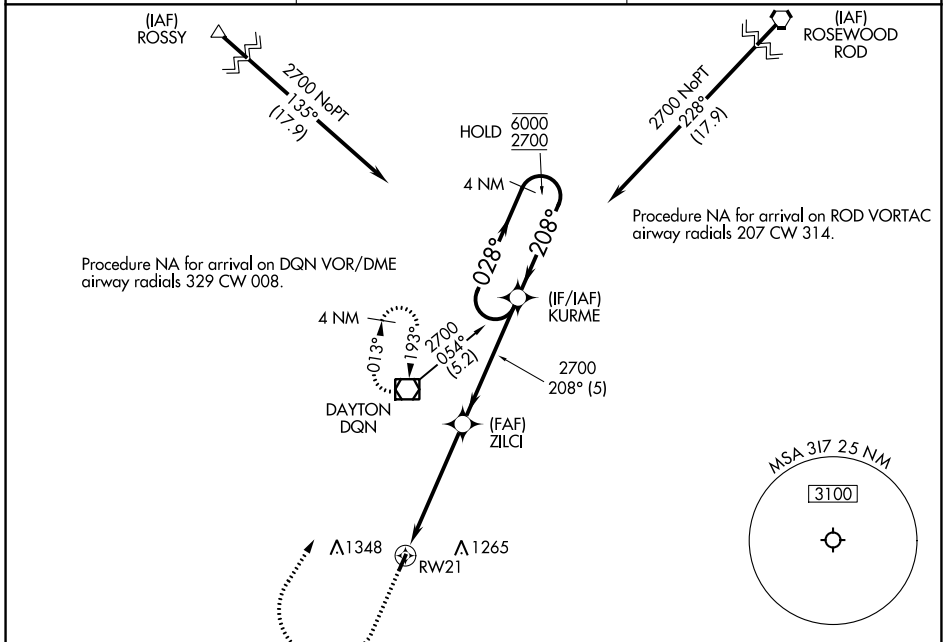 (IAF)
ROSSY
2700 NoPT
135°
(17.9)
(IAF)
ROSEWOOD
ROD
2700 NoPT
228°
(17.9)
HOLD 6000
2700
4 NM
028°
208°
Procedure NA for arrival on ROD VORTAC
airway radials 207 CW 314.
Procedure NA for arrival on DQN VOR/DME
airway radials 329 CW 008.
(IF/IAF)
KURME
4 NM
013°
193°
2700
054°
(5.2)
2700
208° (5)
DAYTON
DQN
(FAF)
ZILCI
MSA 3I7 25 NM
3100
1348
1265
RW21